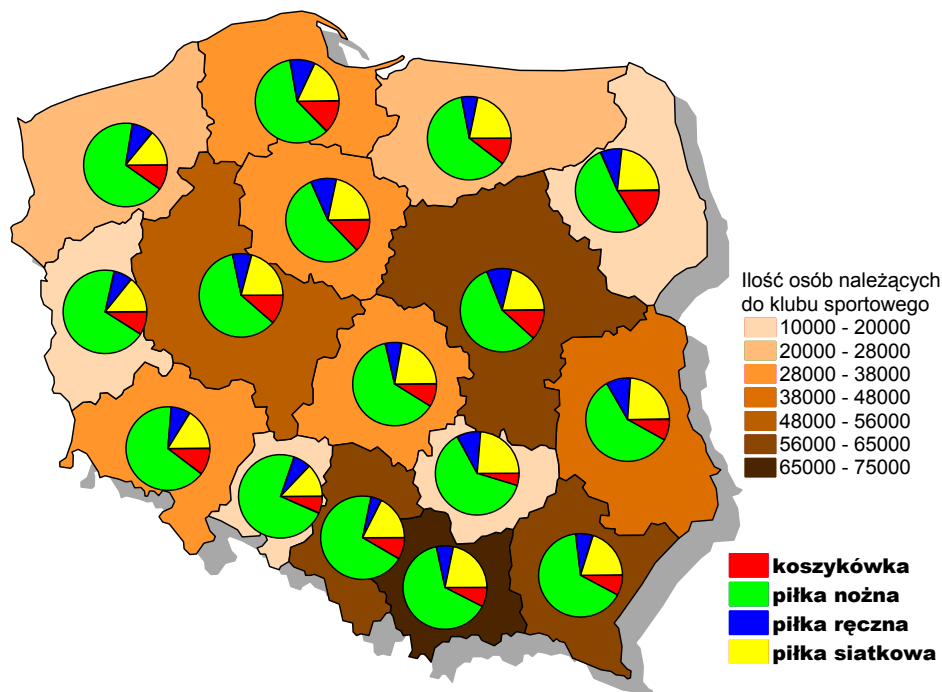 Ilość osób należących
do klubu sportowego
10000 - 20000
20000 - 28000
28000 - 38000
38000 - 48000
48000 - 56000
56000 - 65000
65000 - 75000
koszykówka
piłka nożna
piłka ręczna
piłka siatkowa